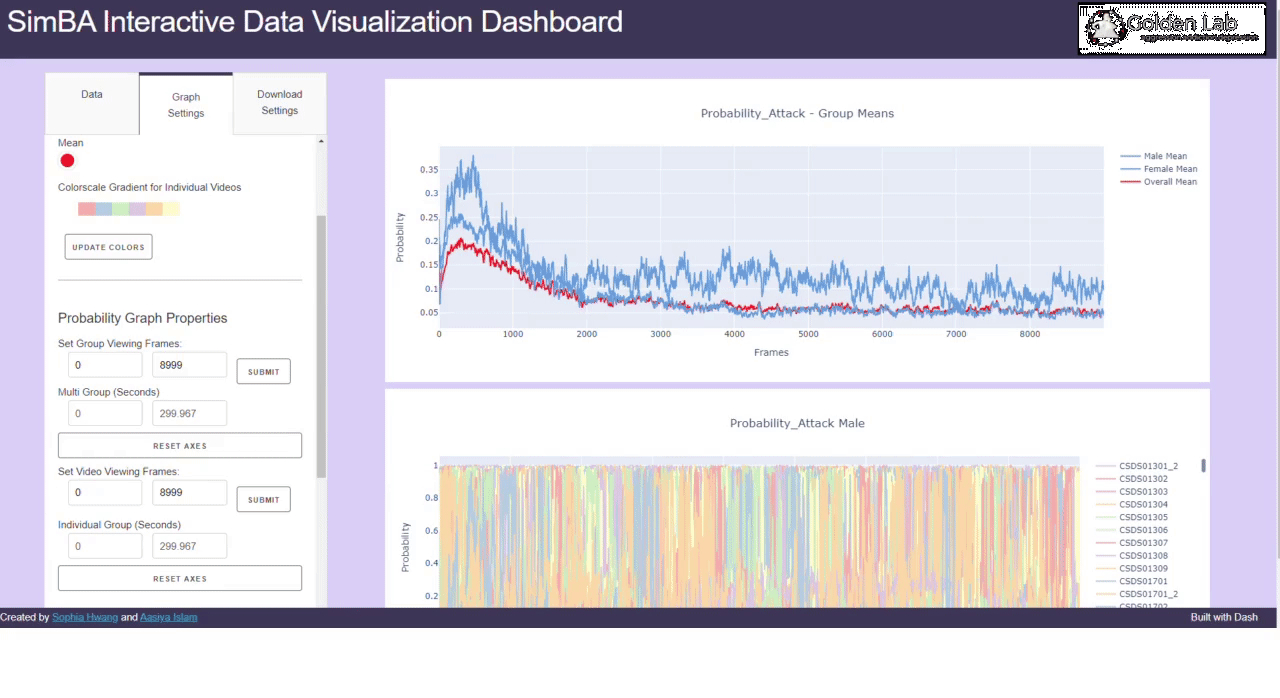 SimBA Interactive Data Visualization Dashboard
Golden Lab
Data
Graph
Settings
Download
Settings
Mean
Colorscale Gradient for Individual Videos
UPDATE COLORS
Probability Graph Properties
Set Group Viewing Frames:
0
8999
SUBMIT
Multi Group (Seconds)
0
299.967
RESET AXES
Set Video Viewing Frames:
0
8999
SUBMIT
Individual Group (Seconds)
0
299.967
RESET AXES
Probability_Attack - Group Means
Probability
0.35
0.3
0.25
0.2
0.15
0.1
0.05
0 1000 2000 3000 4000 5000 6000 7000 8000
Frames
Male Mean
Female Mean
Overall Mean
Probability_Attack Male
Probability
1
0.8
0.6
0.4
0.2
CSDS01301_2
CSDS01302
CSDS01303
CSDS01304
CSDS01305
CSDS01306
CSDS01307
CSDS01308
CSDS01309
CSDS01701
CSDS01701_2
CSDS01702
Created by Sophia Hwang and Aasiya Islam
Built with Dash